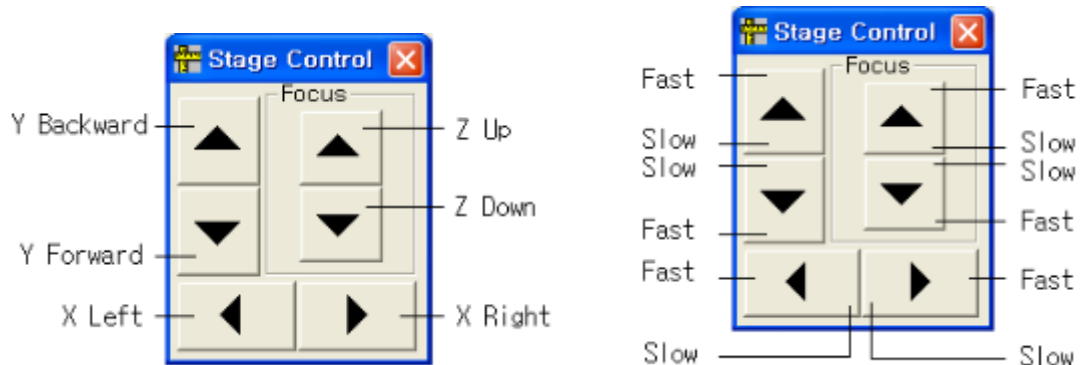 Stage Control
Focus
Y Backward
Z Up
Z Down
Y Forward
X Left
X Right
Stage Control
Focus
Fast
Fast
Slow
Slow
Slow
Slow
Fast
Fast
Fast
Fast
Slow
Slow